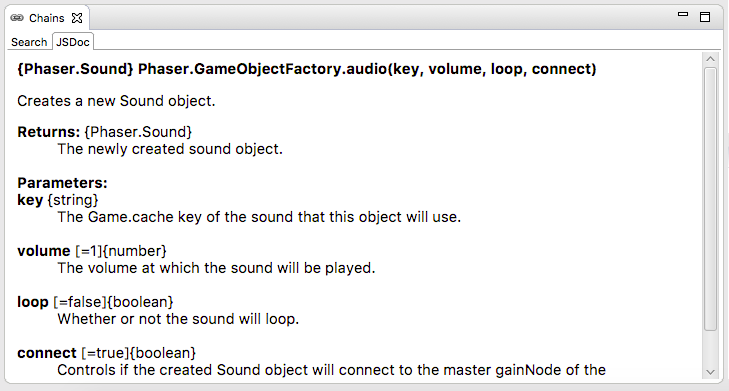 Chains
Search JSDoc
{Phaser.Sound} Phaser.GameObjectFactory.audio(key, volume, loop, connect)
Creates a new Sound object.
Returns: {Phaser.Sound}
The newly created sound object.
Parameters:
key {string}
The Game.cache key of the sound that this object will use.
volume [=1]{number}
The volume at which the sound will be played.
loop [=false]{boolean}
Whether or not the sound will loop.
connect [=true]{boolean}
Controls if the created Sound object will connect to the master gainNode of the